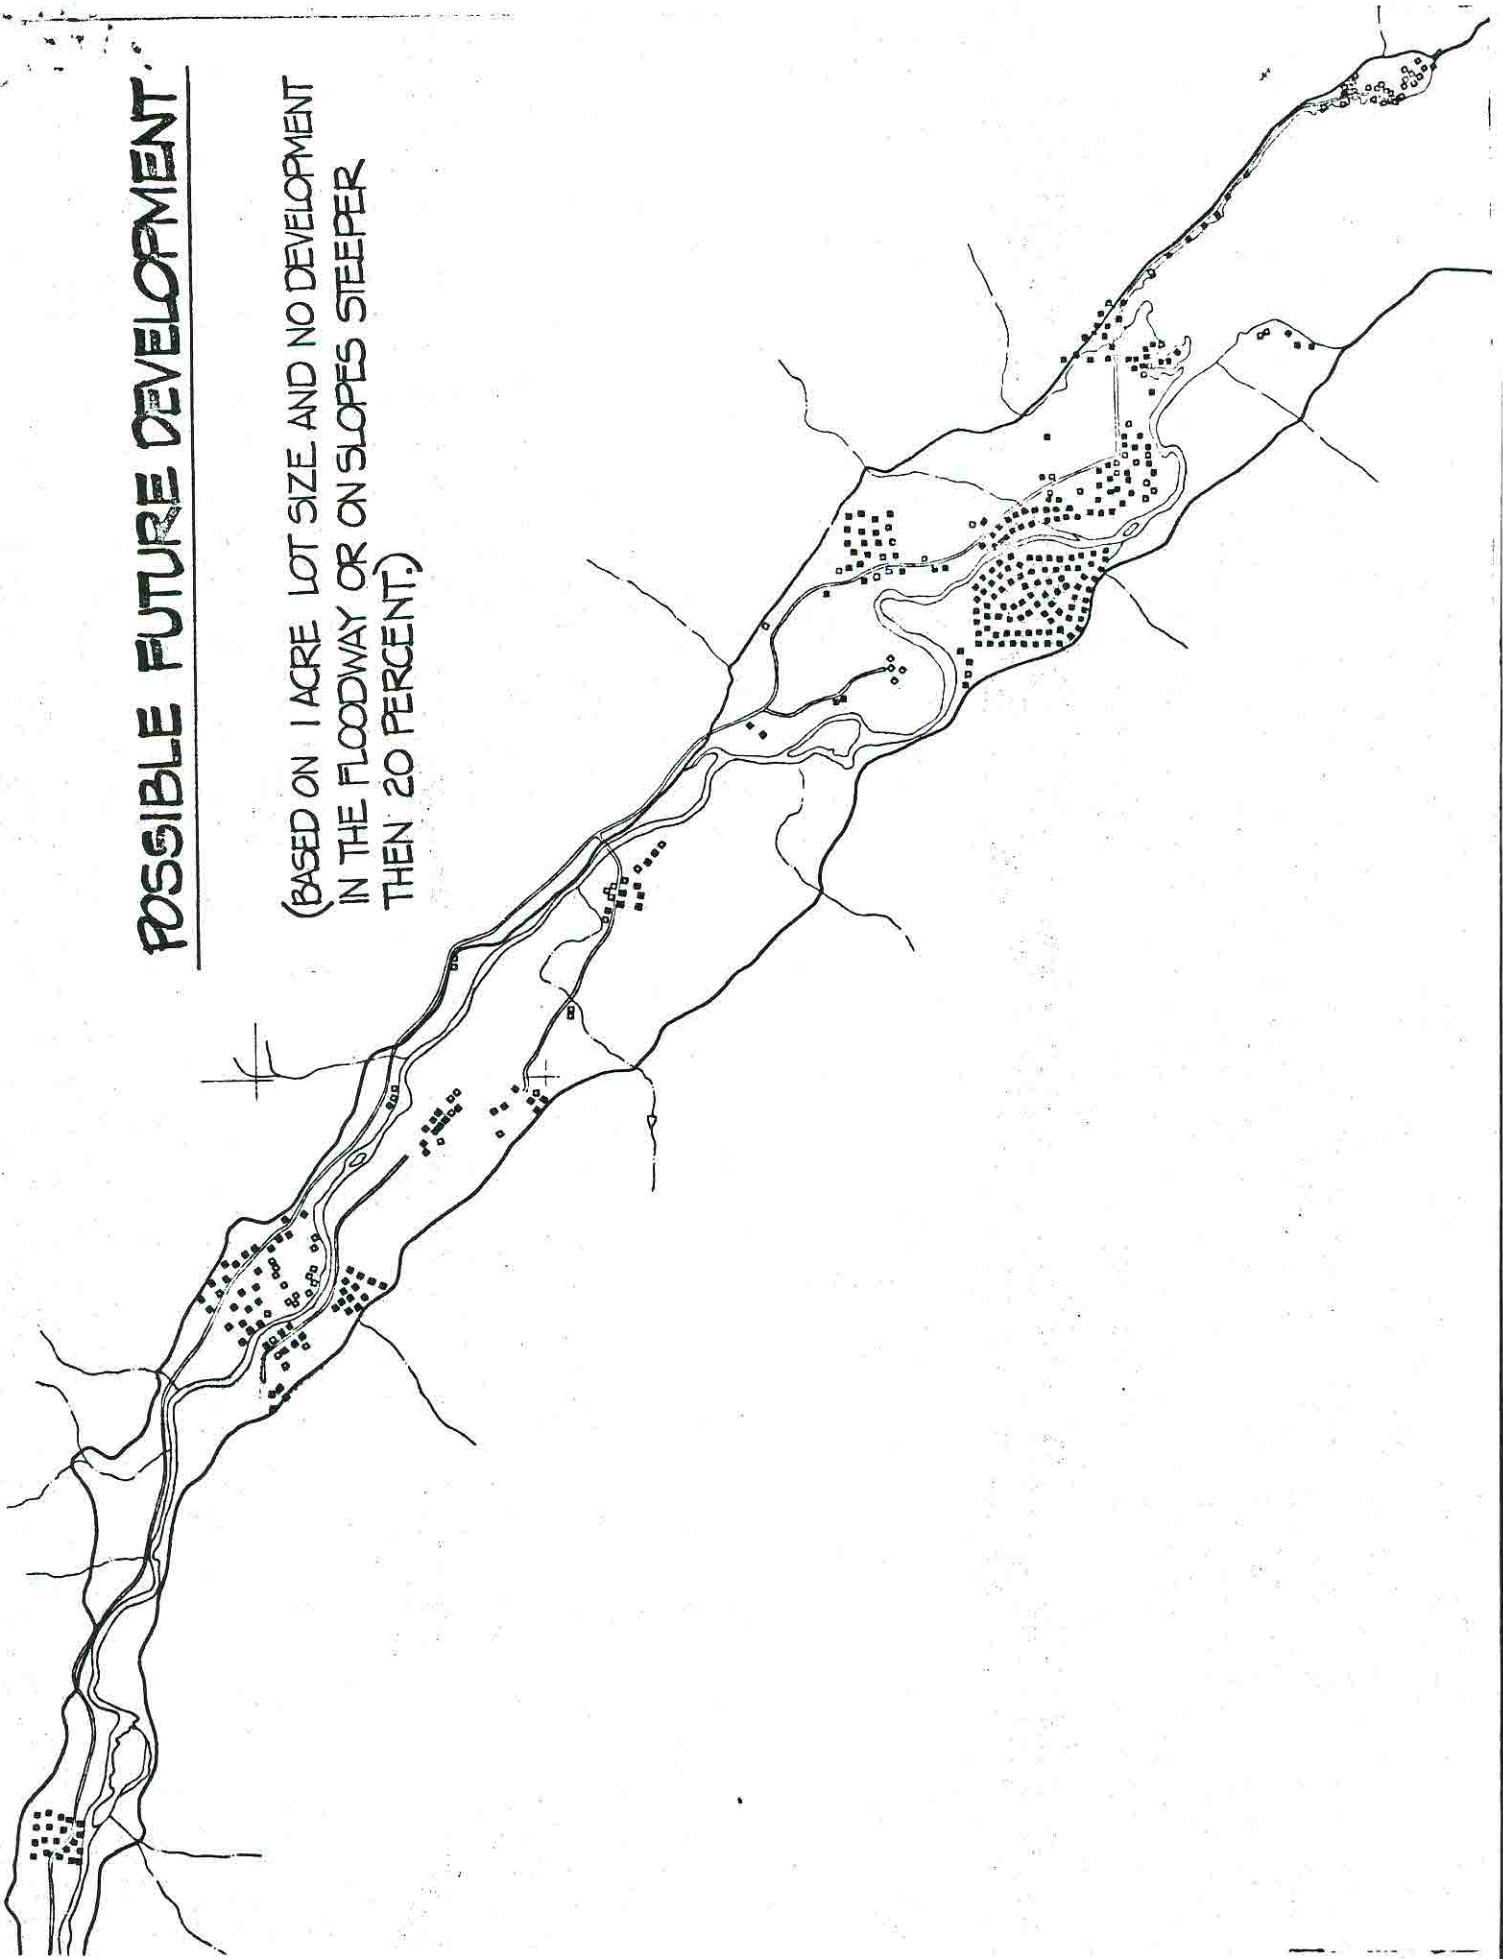 POSSIBLE FUTURE DEVELOPMENT
(BASED ON 1 ACRE LOT SIZE AND NO DEVELOPMENT
IN THE FLOODWAY OR ON SLOPES STEEPER
THEN 20 PERCENT.)